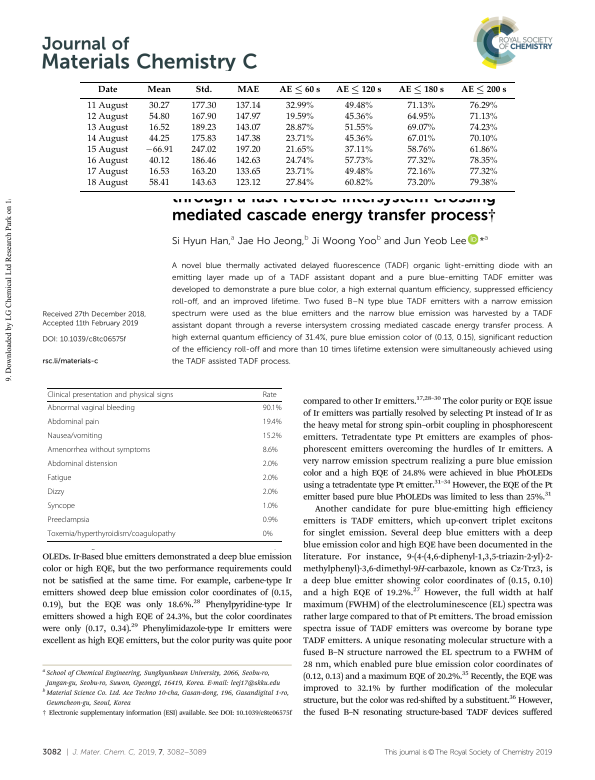 Journal of
Materials Chemistry C
ROYAL SOCIETY
OF CHEMISTRY
Date Mean Std. MAE AE ≤ 60 s AE ≤ 120 s AE ≤ 180 s AE ≤ 200 s
11 August 30.27 177.30 137.14 32.99% 49.48% 71.13% 76.29%
12 August 54.80 167.90 147.97 19.59% 45.36% 64.95% 71.13%
13 August 16.52 189.23 143.07 28.87% 51.55% 69.07% 74.23%
14 August 44.25 175.83 147.38 23.71% 45.36% 67.01% 70.10%
15 August −66.91 247.02 197.20 21.65% 37.11% 58.76% 61.86%
16 August 40.12 186.46 142.63 24.74% 57.73% 77.32% 78.35%
17 August 16.53 163.20 133.65 23.71% 49.48% 72.16% 77.32%
18 August 58.41 143.63 123.12 27.84% 60.82% 73.20% 79.38%
through a fast reverse intersystem crossing
mediated cascade energy transfer process†
Si Hyun Han,ᵃ Jae Ho Jeong,ᵇ Ji Woong Yooᵇ and Jun Yeob Lee *ᵃ
A novel blue thermally activated delayed fluorescence (TADF) organic light-emitting diode with an
emitting layer made up of a TADF assistant dopant and a pure blue-emitting TADF emitter was
developed to demonstrate a pure blue color, a high external quantum efficiency, suppressed efficiency
roll-off, and an improved lifetime. Two fused B–N type blue TADF emitters with a narrow emission
spectrum were used as the blue emitters and the narrow blue emission was harvested by a TADF
assistant dopant through a reverse intersystem crossing mediated cascade energy transfer process. A
high external quantum efficiency of 31.4%, pure blue emission color of (0.13, 0.15), significant reduction
of the efficiency roll-off and more than 10 times lifetime extension were simultaneously achieved using
the TADF assisted TADF process.
Received 27th December 2018,
Accepted 11th February 2019
DOI: 10.1039/c8tc06575f
rsc.li/materials-c
9. Downloaded by LG Chemical Ltd Research Park on 1.
Clinical presentation and physical signs Rate
Abnormal vaginal bleeding 90.1%
Abdominal pain 19.4%
Nausea/vomiting 15.2%
Amenorrhea without symptoms 8.6%
Abdominal distension 2.0%
Fatigue 2.0%
Dizzy 2.0%
Syncope 1.0%
Preeclampsia 0.9%
Toxemia/hyperthyroidism/coagulopathy 0%
OLEDs. Ir-Based blue emitters demonstrated a deep blue emission
color or high EQE, but the two performance requirements could
not be satisfied at the same time. For example, carbene-type Ir
emitters showed deep blue emission color coordinates of (0.15,
0.19), but the EQE was only 18.6%.²⁸ Phenylpyridine-type Ir
emitters showed a high EQE of 24.3%, but the color coordinates
were only (0.17, 0.34).²⁹ Phenylimidazole-type Ir emitters were
excellent as high EQE emitters, but the color purity was quite poor
ᵃ School of Chemical Engineering, Sungkyunkwan University, 2066, Seobu-ro,
Jangan-gu, Seobu-ro, Suwon, Gyeonggi, 16419, Korea. E-mail: leej17@skku.edu
ᵇ Material Science Co. Ltd. Ace Techno 10-cha, Gasan-dong, 196, Gasandigital 1-ro,
Geumcheon-gu, Seoul, Korea
† Electronic supplementary information (ESI) available. See DOI: 10.1039/c8tc06575f
compared to other Ir emitters.¹⁷,²⁸⁻³⁰ The color purity or EQE issue
of Ir emitters was partially resolved by selecting Pt instead of Ir as
the heavy metal for strong spin–orbit coupling in phosphorescent
emitters. Tetradentate type Pt emitters are examples of phos-
phorescent emitters overcoming the hurdles of Ir emitters. A
very narrow emission spectrum realizing a pure blue emission
color and a high EQE of 24.8% were achieved in blue PhOLEDs
using a tetradentate type Pt emitter.³¹⁻³⁴ However, the EQE of the Pt
emitter based pure blue PhOLEDs was limited to less than 25%.³¹
Another candidate for pure blue-emitting high efficiency
emitters is TADF emitters, which up-convert triplet excitons
for singlet emission. Several deep blue emitters with a deep
blue emission color and high EQE have been documented in the
literature. For instance, 9-(4-(4,6-diphenyl-1,3,5-triazin-2-yl)-2-
methylphenyl)-3,6-dimethyl-9H-carbazole, known as Cz-Trz3, is
a deep blue emitter showing color coordinates of (0.15, 0.10)
and a high EQE of 19.2%.²⁷ However, the full width at half
maximum (FWHM) of the electroluminescence (EL) spectra was
rather large compared to that of Pt emitters. The broad emission
spectra issue of TADF emitters was overcome by borane type
TADF emitters. A unique resonating molecular structure with a
fused B–N structure narrowed the EL spectrum to a FWHM of
28 nm, which enabled pure blue emission color coordinates of
(0.12, 0.13) and a maximum EQE of 20.2%.³⁵ Recently, the EQE was
improved to 32.1% by further modification of the molecular
structure, but the color was red-shifted by a substituent.³⁶ However,
the fused B–N resonating structure-based TADF devices suffered
3082 | J. Mater. Chem. C, 2019, 7, 3082–3089
This journal is © The Royal Society of Chemistry 2019